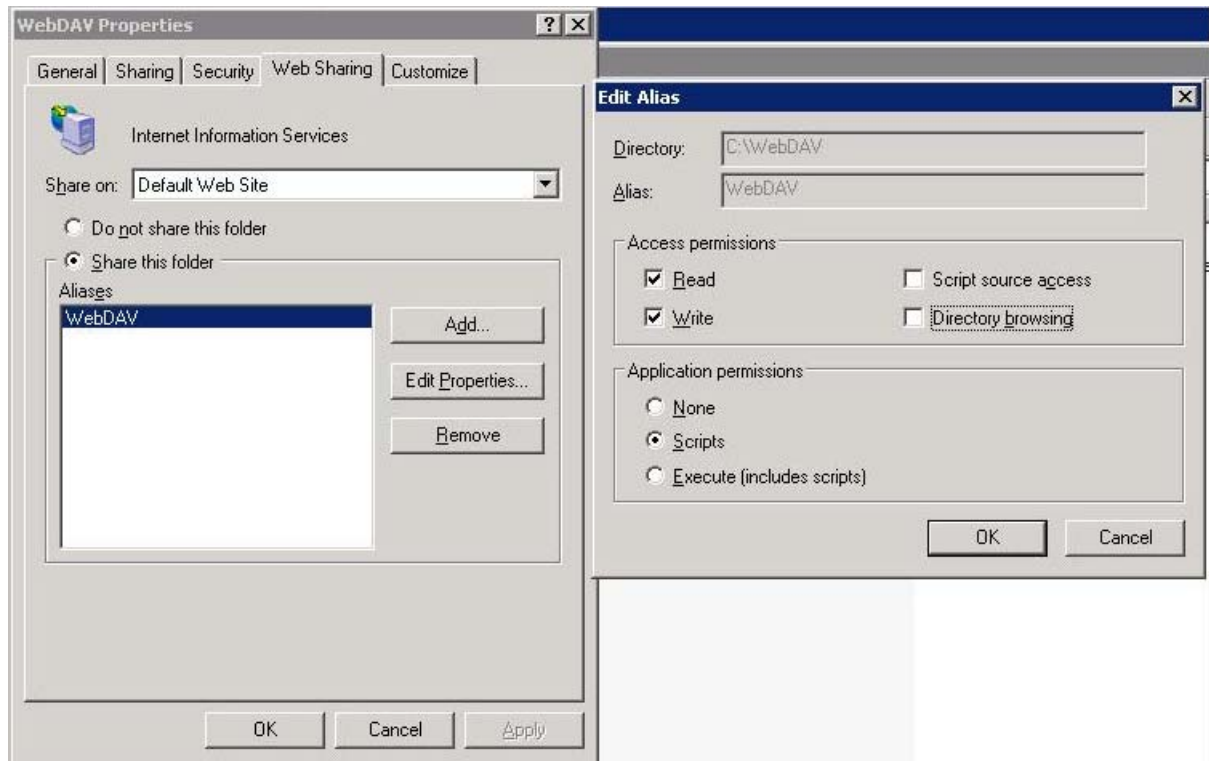 WebDAV Properties
General Sharing Security Web Sharing Customize
Internet Information Services
Share on: Default Web Site
Do not share this folder
Share this folder
Aliases
WebDAV
Add...
Edit Properties...
Remove
OK Cancel Apply
Edit Alias
Directory: C:\WebDAV
Alias: WebDAV
Access permissions
Read Script source access
Write Directory browsing
Application permissions
None
Scripts
Execute (includes scripts)
OK Cancel